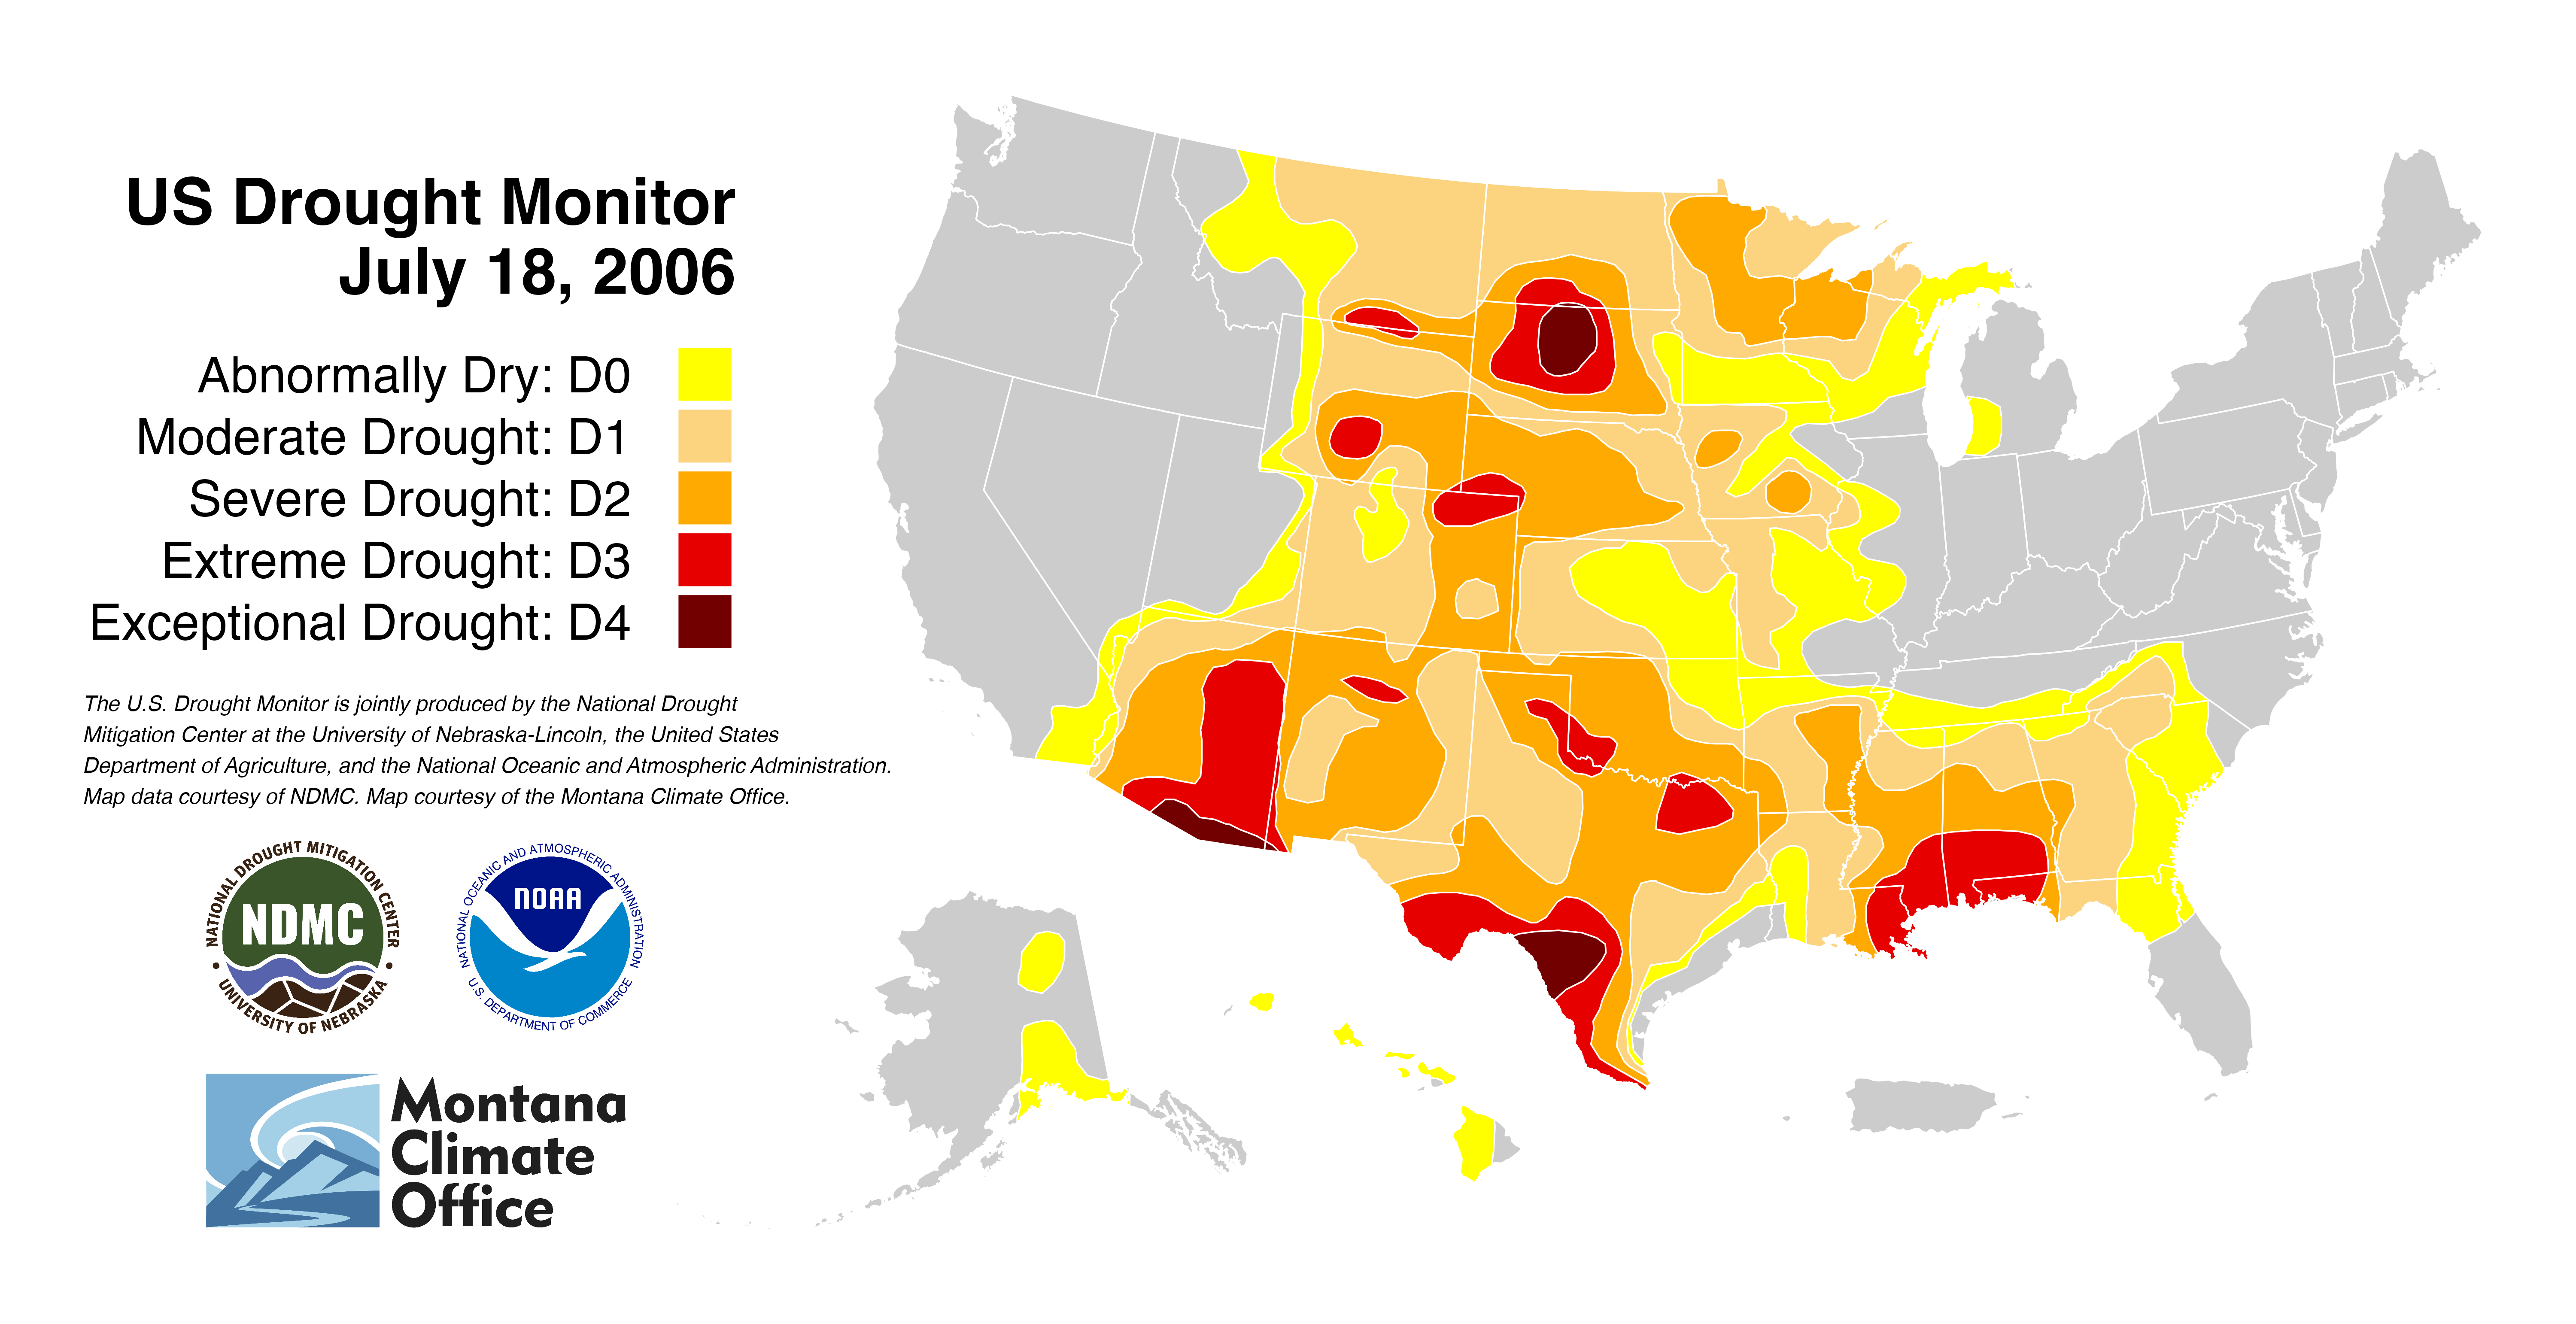 US Drought Monitor
July 18, 2006
Abnormally Dry: D0
Moderate Drought: D1
Severe Drought: D2
Extreme Drought: D3
Exceptional Drought: D4
The U.S. Drought Monitor is jointly produced by the National Drought
Mitigation Center at the University of Nebraska-Lincoln, the United States
Department of Agriculture, and the National Oceanic and Atmospheric Administration.
Map data courtesy of NDMC. Map courtesy of the Montana Climate Office.
NATIONAL DROUGHT MITIGATION CENTER
NDMC
UNIVERSITY OF NEBRASKA
NATIONAL OCEANIC AND ATMOSPHERIC ADMINISTRATION
NOAA
U.S. DEPARTMENT OF COMMERCE
Montana
Climate
Office